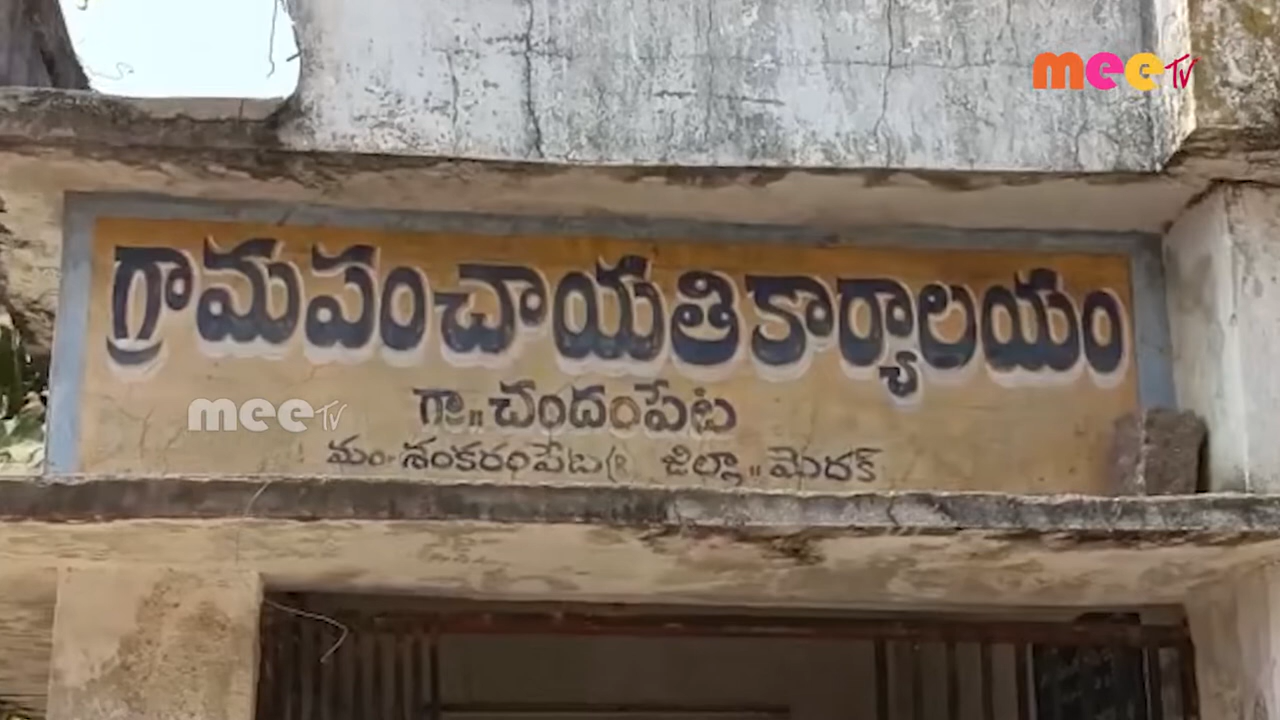 meeTV
గ్రామపంచాయతి కార్యాలయం
గ్రా॥ చందంపేట
meeTV
మం॥ శంకరంపేట(R జిల్లా॥ మెదక్